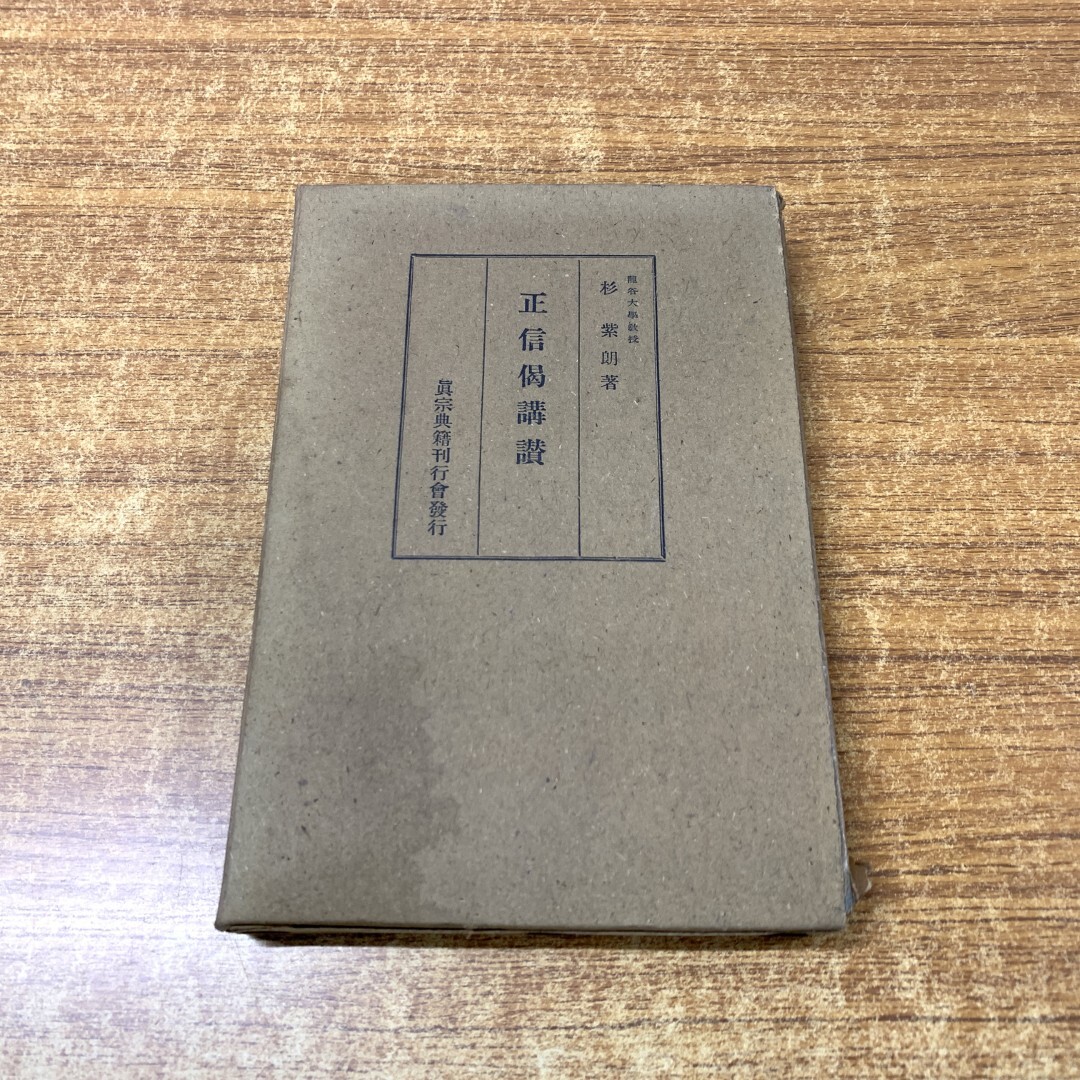 龍谷大學教授
杉紫朗著
正信偈講讃
眞宗典籍刊行會發行